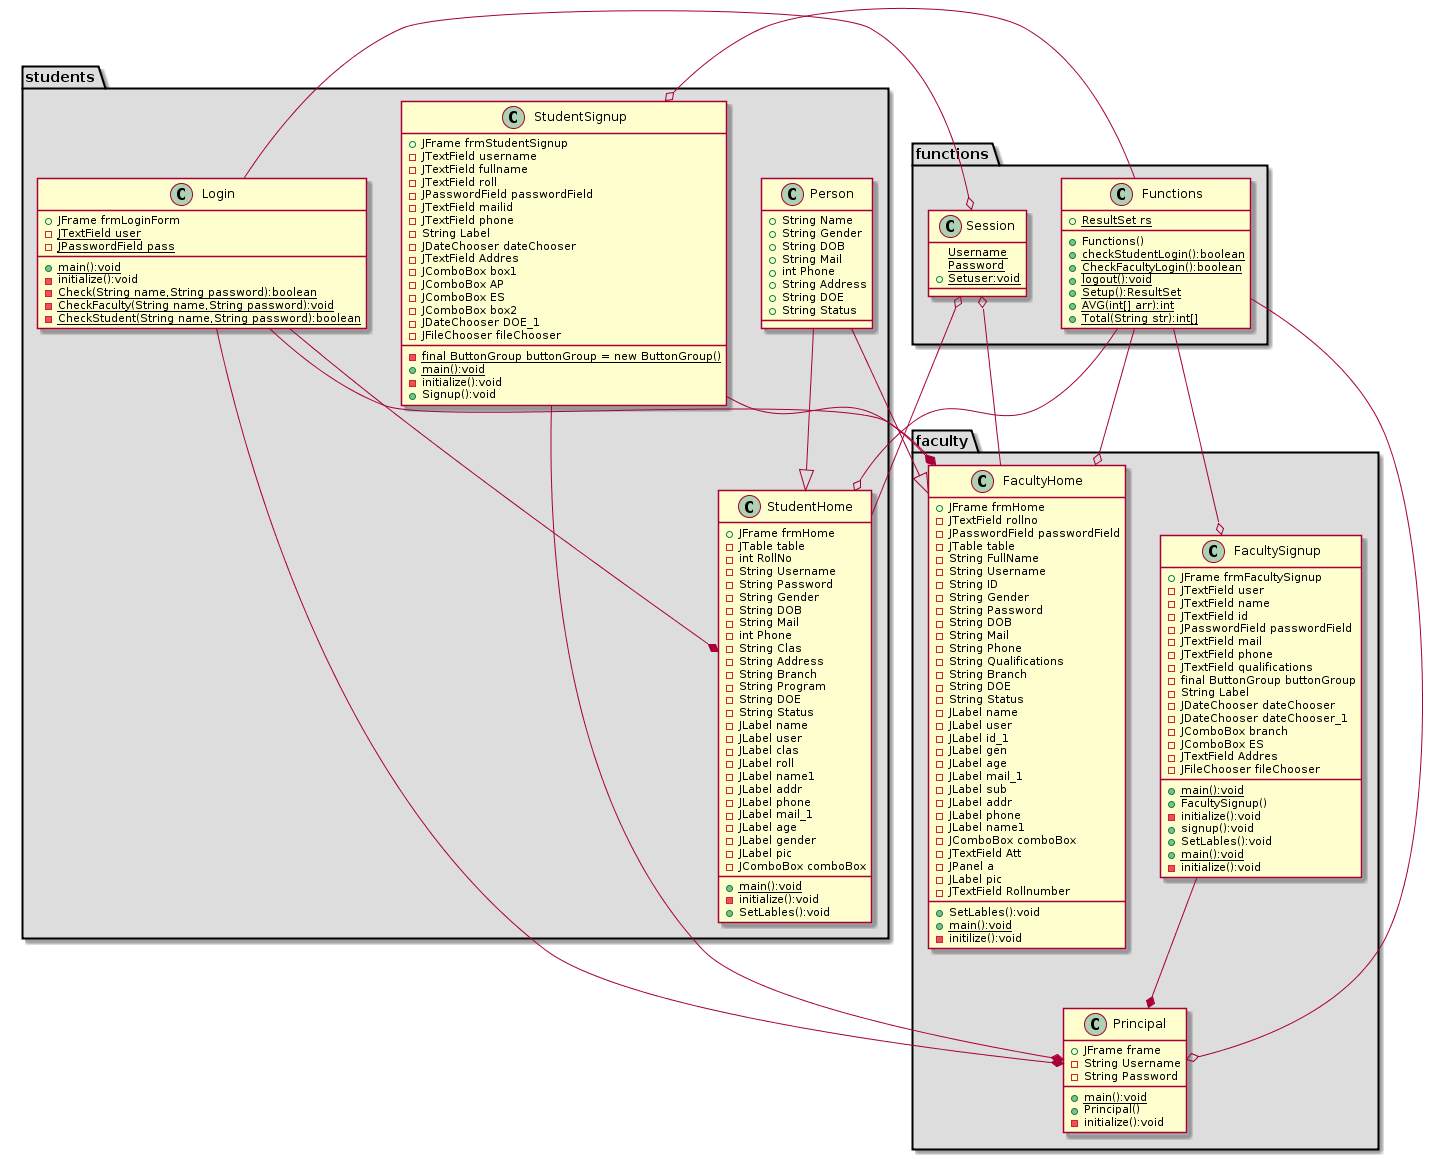 students
StudentSignup
JFrame frmStudentSignup
JTextField username
JTextField fullname
JTextField roll
JPasswordField passwordField
JTextField mailid
JTextField phone
String Label
JDateChooser dateChooser
JTextField Addres
JComboBox box1
JComboBox AP
JComboBox ES
JComboBox box2
JDateChooser DOE_1
JFileChooser fileChooser
final ButtonGroup buttonGroup = new ButtonGroup()
main():void
initialize():void
Signup():void
Login
JFrame frmLoginForm
JTextField user
JPasswordField pass
main():void
initialize():void
Check(String name,String password):boolean
CheckFaculty(String name,String password):void
CheckStudent(String name,String password):boolean
Person
String Name
String Gender
String DOB
String Mail
int Phone
String Address
String DOE
String Status
StudentHome
JFrame frmHome
JTable table
int RollNo
String Username
String Password
String Gender
String DOB
String Mail
int Phone
String Clas
String Address
String Branch
String Program
String DOE
String Status
JLabel name
JLabel user
JLabel clas
JLabel roll
JLabel name1
JLabel addr
JLabel phone
JLabel mail_1
JLabel age
JLabel gender
JLabel pic
JComboBox comboBox
main():void
initialize():void
SetLables():void
functions
Session
Username
Password
Setuser:void
Functions
ResultSet rs
Functions()
checkStudentLogin():boolean
CheckFacultyLogin():boolean
logout():void
Setup():ResultSet
AVG(int[] arr):int
Total(String str):int[]
faculty
FacultyHome
JFrame frmHome
JTextField rollno
JPasswordField passwordField
JTable table
String FullName
String Username
String ID
String Gender
String Password
String DOB
String Mail
String Phone
String Qualifications
String Branch
String DOE
String Status
JLabel name
JLabel user
JLabel id_1
JLabel gen
JLabel age
JLabel mail_1
JLabel sub
JLabel addr
JLabel phone
JLabel name1
JComboBox comboBox
JTextField Att
JPanel a
JLabel pic
JTextField Rollnumber
SetLables():void
main():void
initilize():void
FacultySignup
JFrame frmFacultySignup
JTextField user
JTextField name
JTextField id
JPasswordField passwordField
JTextField mail
JTextField phone
JTextField qualifications
final ButtonGroup buttonGroup
String Label
JDateChooser dateChooser
JDateChooser dateChooser_1
JComboBox branch
JComboBox ES
JTextField Addres
JFileChooser fileChooser
main():void
FacultySignup()
initialize():void
signup():void
SetLables():void
main():void
initialize():void
Principal
JFrame frame
String Username
String Password
main():void
Principal()
initialize():void